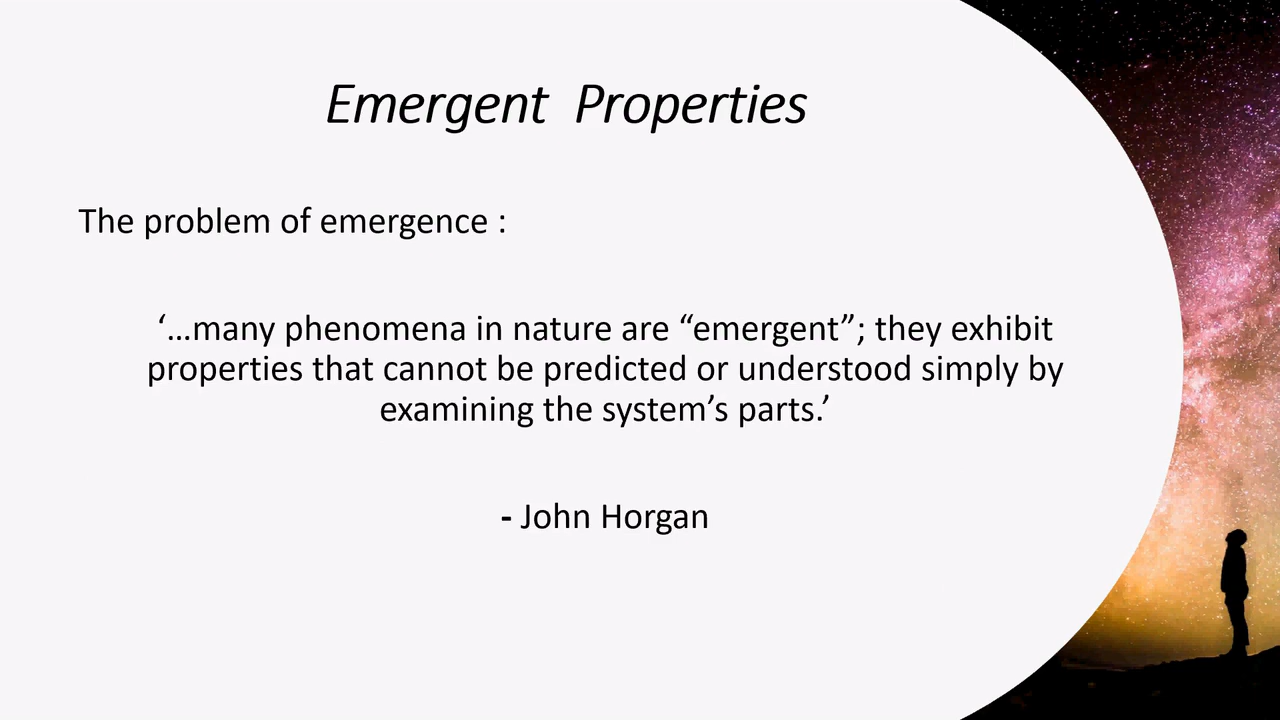 Emergent Properties
The problem of emergence :
‘...many phenomena in nature are “emergent”; they exhibit
properties that cannot be predicted or understood simply by
examining the system’s parts.’
- John Horgan